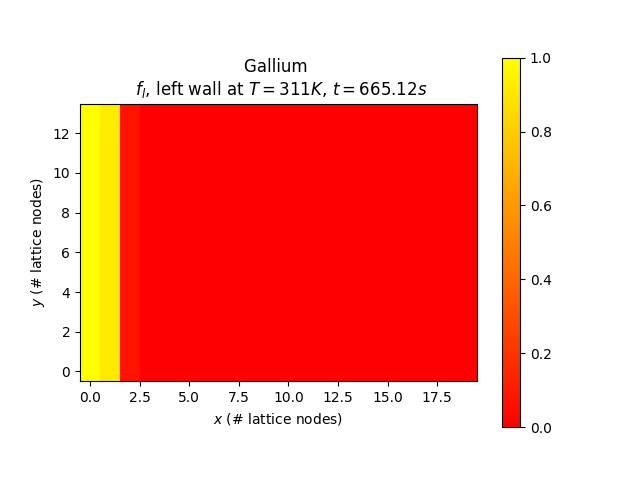 Gallium
f_l, left wall at T = 311K, t = 665.12s
12
10
8
6
4
2
0
y (# lattice nodes)
0.0 2.5 5.0 7.5 10.0 12.5 15.0 17.5
x (# lattice nodes)
1.0
0.8
0.6
0.4
0.2
0.0